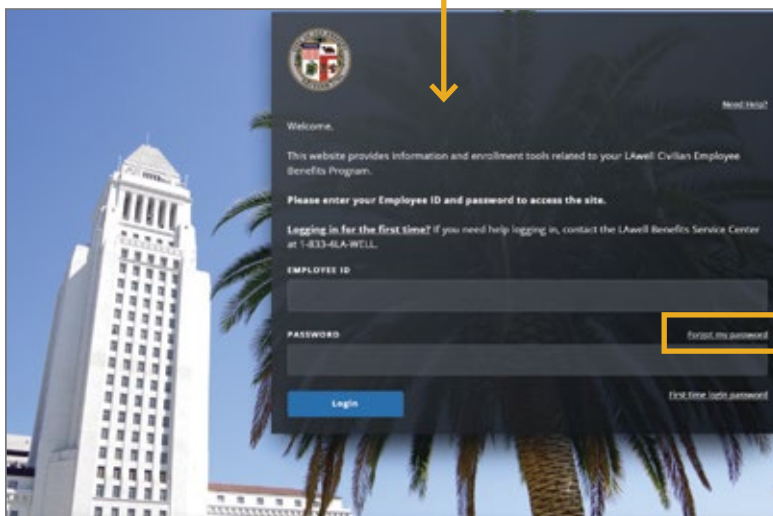 Need Help?
Welcome.
This website provides information and enrollment tools related to your LAwell Civilian Employee
Benefits Program.
Please enter your Employee ID and password to access the site.
Logging in for the first time? If you need help logging in, contact the LAwell Benefits Service Center
at 1-833-4LA-WELL.
EMPLOYEE ID
PASSWORD
Forgot my password
Login
First time login password